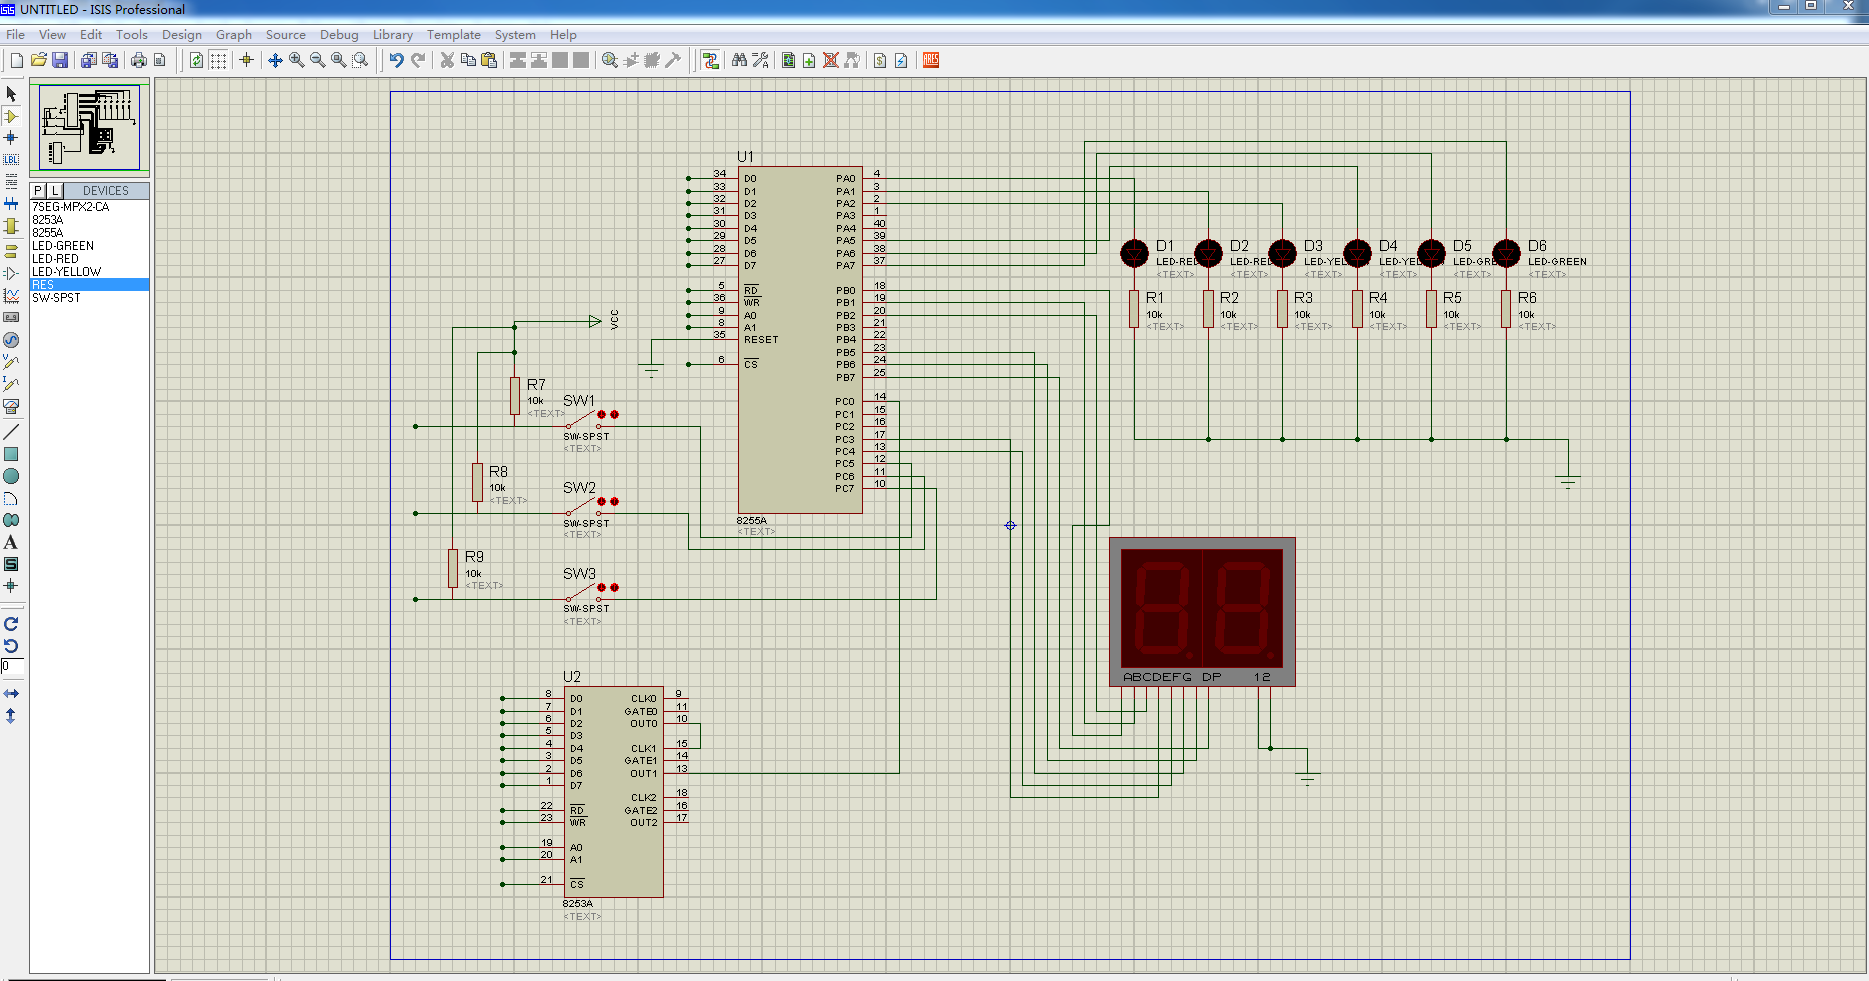 UNTITLED - ISIS Professional
File View Edit Tools Design Graph Source Debug Library Template System Help
P L DEVICES
7SEG-MPX2-CA
8253A
8255A
LED-GREEN
LED-RED
LED-YELLOW
RES
SW-SPST
0
U1
34 D0 PA0 4
33 D1 PA1 3
32 D2 PA2 2
31 D3 PA3 1
30 D4 PA4 40
29 D5 PA5 39
28 D6 PA6 38
27 D7 PA7 37
5 RD PB0 18
36 WR PB1 19
9 A0 PB2 20
8 A1 PB3 21
35 RESET PB4 22
PB5 23
6 CS PB6 24
PB7 25
PC0 14
PC1 15
PC2 16
PC3 17
PC4 13
PC5 12
PC6 11
PC7 10
8255A
<TEXT>
D1 D2 D3 D4 D5 D6
LED-RED LED-RED LED-YEL LED-YEL LED-GRE LED-GREEN
<TEXT> <TEXT> <TEXT> <TEXT> <TEXT> <TEXT>
R1 R2 R3 R4 R5 R6
10k 10k 10k 10k 10k 10k
<TEXT> <TEXT> <TEXT> <TEXT> <TEXT> <TEXT>
VCC
R7
10k
<TEXT>
SW1
SW-SPST
<TEXT>
R8
10k
<TEXT>
SW2
SW-SPST
<TEXT>
R9
10k
<TEXT>
SW3
SW-SPST
<TEXT>
ABCDEFG DP 12
U2
8 D0 CLK0 9
7 D1 GATE0 11
6 D2 OUT0 10
5 D3
4 D4 CLK1 15
3 D5 GATE1 14
2 D6 OUT1 13
1 D7
CLK2 18
22 RD GATE2 16
23 WR OUT2 17
19 A0
20 A1
21 CS
8253A
<TEXT>